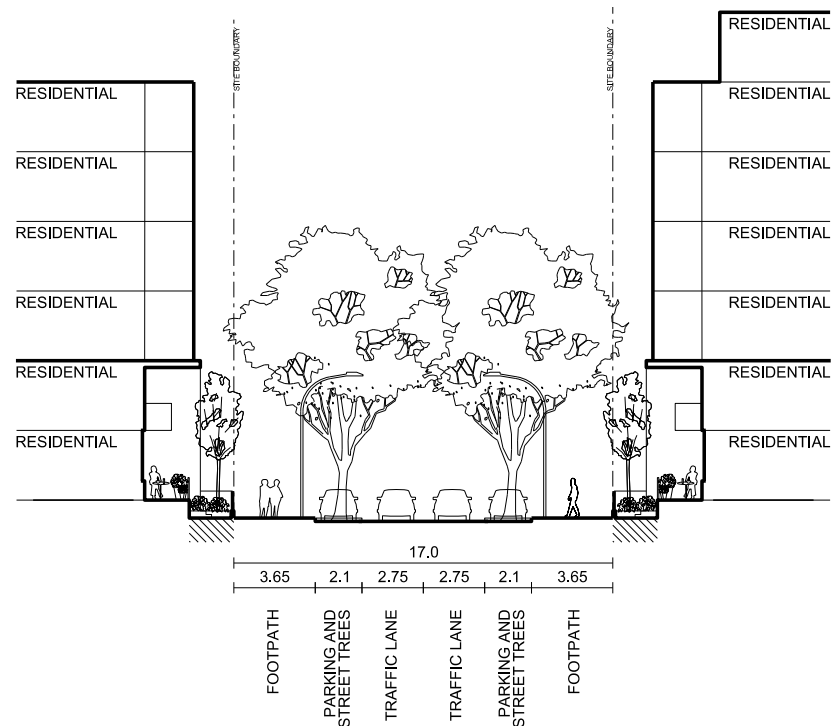 RESIDENTIAL
SITE BOUNDARY
SITE BOUNDARY
RESIDENTIAL
RESIDENTIAL
RESIDENTIAL
RESIDENTIAL
RESIDENTIAL
RESIDENTIAL
RESIDENTIAL
RESIDENTIAL
RESIDENTIAL
RESIDENTIAL
RESIDENTIAL
RESIDENTIAL
17.0
3.65
2.1
2.75
2.75
2.1
3.65
FOOTPATH
PARKING AND
STREET TREES
TRAFFIC LANE
TRAFFIC LANE
PARKING AND
STREET TREES
FOOTPATH